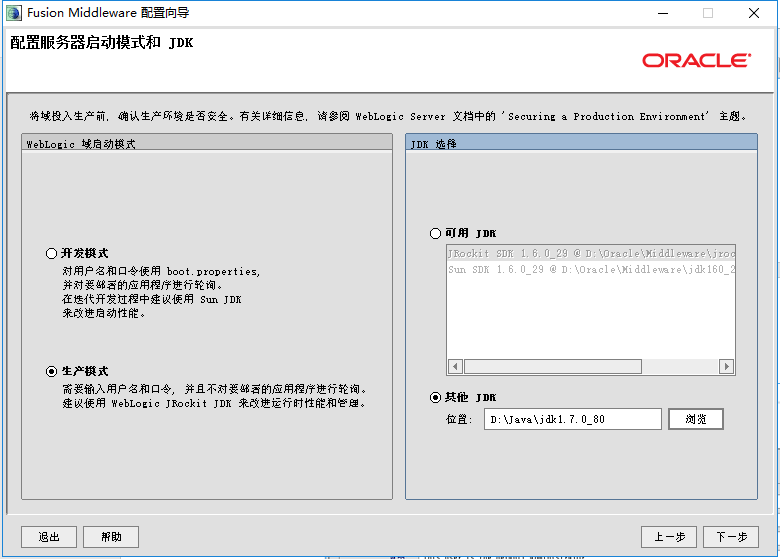 Fusion Middleware 配置向导
配置服务器启动模式和 JDK
ORACLE
将域投入生产前, 确认生产环境是否安全。有关详细信息, 请参阅 WebLogic Server 文档中的 'Securing a Production Environment' 主题。
WebLogic 域启动模式
开发模式
对用户名和口令使用 boot.properties,
并对要部署的应用程序进行轮询。
在迭代开发过程中建议使用 Sun JDK
来改进启动性能。
生产模式
需要输入用户名和口令, 并且不对要部署的应用程序进行轮询。
建议使用 WebLogic JRockit JDK 来改进运行时性能和管理。
JDK 选择
可用 JDK
JRockit SDK 1.6.0_29 @ D:\Oracle\Middleware\jroc
Sun SDK 1.6.0_29 @ D:\Oracle\Middleware\jdk160_2
其他 JDK
位置: D:\Java\jdk1.7.0_80 浏览
退出 帮助 上一步 下一步